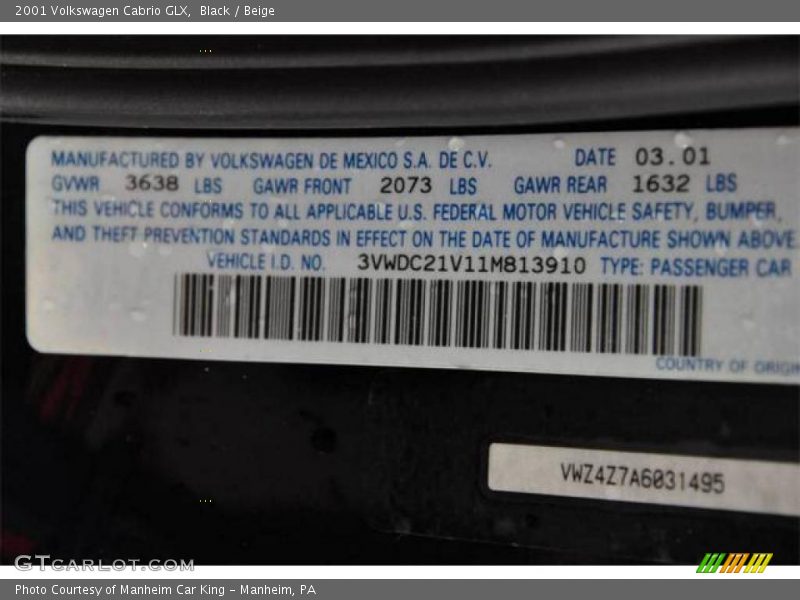 2001 Volkswagen Cabrio GLX, Black / Beige
MANUFACTURED BY VOLKSWAGEN DE MEXICO S.A. DE C.V. DATE 03.01
GVWR 3638 LBS GAWR FRONT 2073 LBS GAWR REAR 1632 LBS
THIS VEHICLE CONFORMS TO ALL APPLICABLE U.S. FEDERAL MOTOR VEHICLE SAFETY, BUMPER,
AND THEFT PREVENTION STANDARDS IN EFFECT ON THE DATE OF MANUFACTURE SHOWN ABOVE.
VEHICLE I.D. NO. 3VWDC21V11M813910 TYPE: PASSENGER CAR
COUNTRY OF ORIGIN
VWZ4Z7A6031495
GTCARLOT.COM
Photo Courtesy of Manheim Car King - Manheim, PA